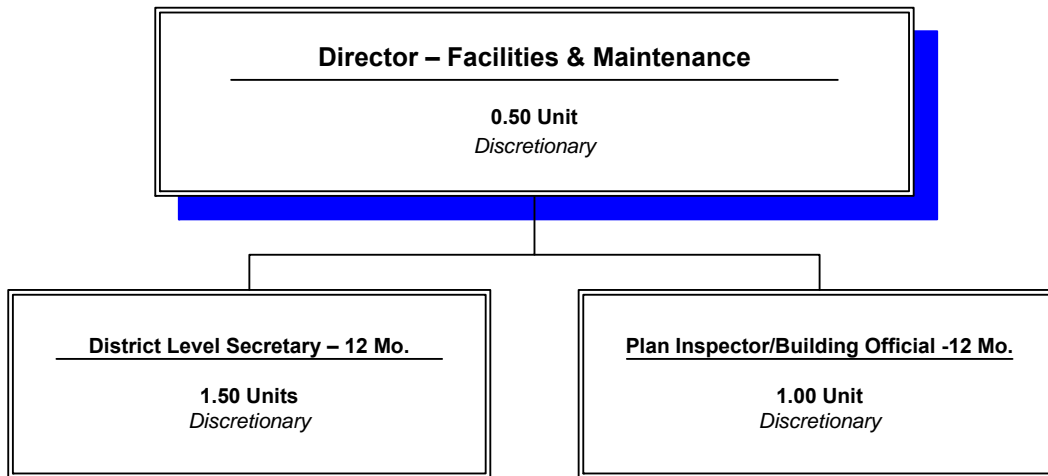 Director – Facilities & Maintenance
0.50 Unit
Discretionary
District Level Secretary – 12 Mo.
1.50 Units
Discretionary
Plan Inspector/Building Official -12 Mo.
1.00 Unit
Discretionary